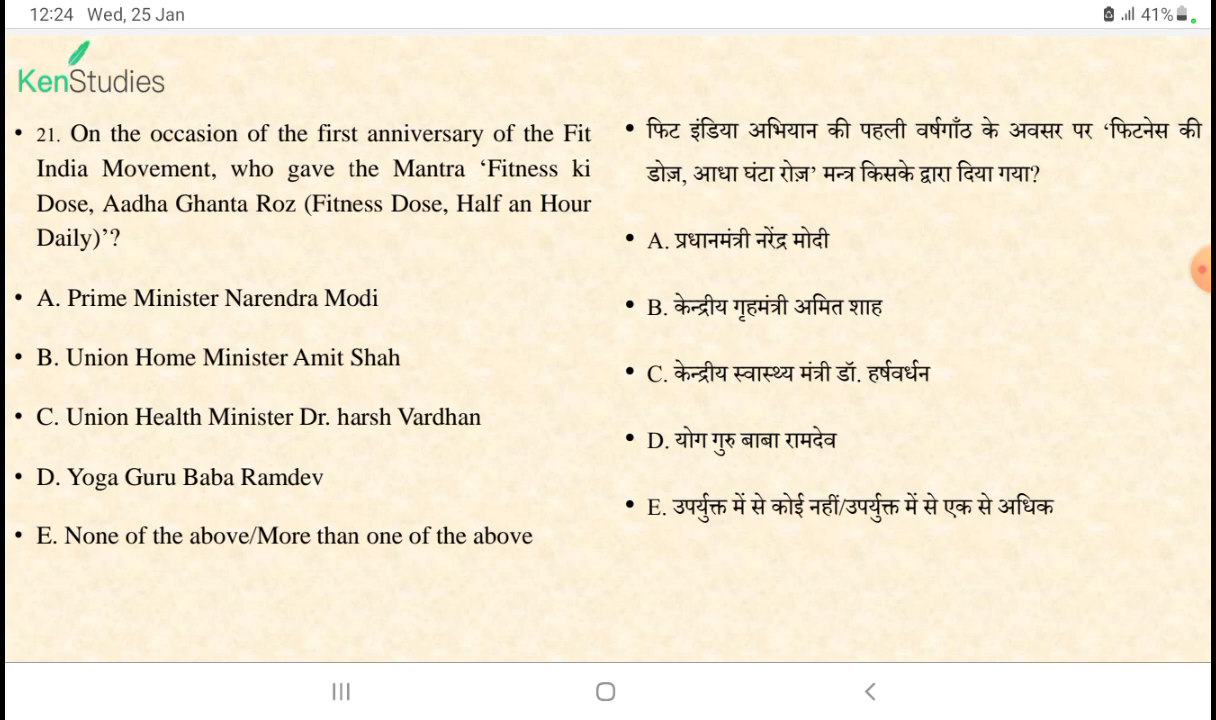 12:24 Wed, 25 Jan
41%
KenStudies
• 21. On the occasion of the first anniversary of the Fit
India Movement, who gave the Mantra ‘Fitness ki
Dose, Aadha Ghanta Roz (Fitness Dose, Half an Hour
Daily)’?
• A. Prime Minister Narendra Modi
• B. Union Home Minister Amit Shah
• C. Union Health Minister Dr. harsh Vardhan
• D. Yoga Guru Baba Ramdev
• E. None of the above/More than one of the above
• फिट इंडिया अभियान की पहली वर्षगाँठ के अवसर पर ‘फिटनेस की
डोज़, आधा घंटा रोज़’ मन्त्र किसके द्वारा दिया गया?
• A. प्रधानमंत्री नरेंद्र मोदी
• B. केन्द्रीय गृहमंत्री अमित शाह
• C. केन्द्रीय स्वास्थ्य मंत्री डॉ. हर्षवर्धन
• D. योग गुरु बाबा रामदेव
• E. उपर्युक्त में से कोई नहीं/उपर्युक्त में से एक से अधिक